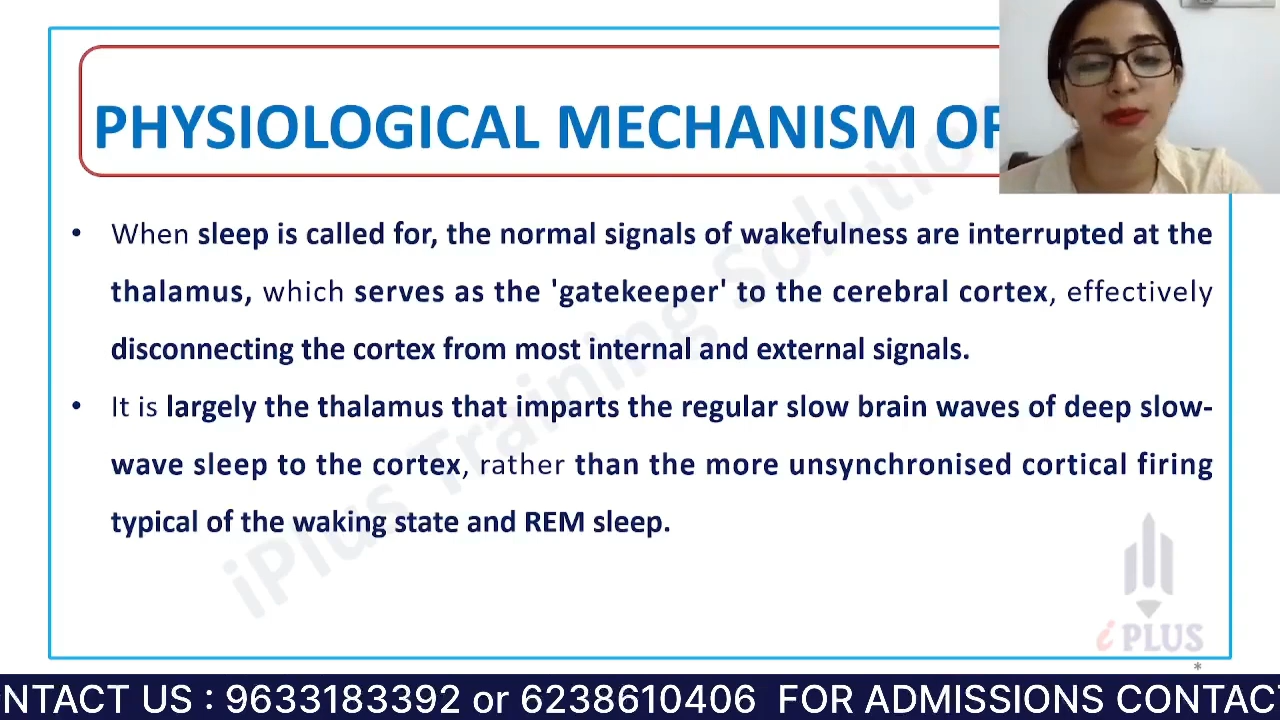 PHYSIOLOGICAL MECHANISM OF
• When sleep is called for, the normal signals of wakefulness are interrupted at the
thalamus, which serves as the 'gatekeeper' to the cerebral cortex, effectively
disconnecting the cortex from most internal and external signals.
• It is largely the thalamus that imparts the regular slow brain waves of deep slow-
wave sleep to the cortex, rather than the more unsynchronised cortical firing
typical of the waking state and REM sleep.
iPlus Training Solutio
i PLUS
*
NTACT US : 9633183392 or 6238610406 FOR ADMISSIONS CONTAC